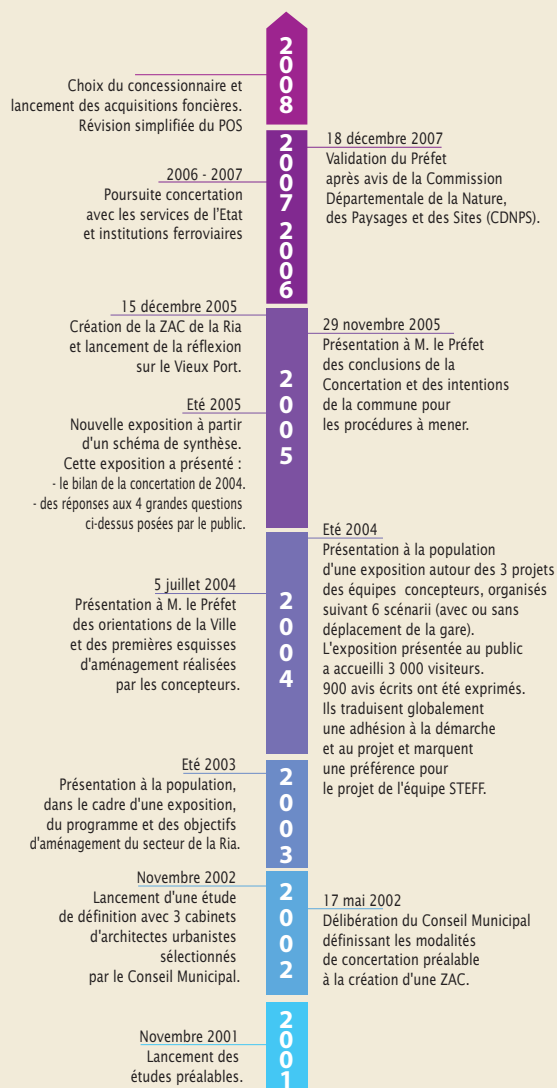 2008
Choix du concessionnaire et
lancement des acquisitions foncières.
Révision simplifiée du POS
2007
18 décembre 2007
Validation du Préfet
après avis de la Commission
Départementale de la Nature,
des Paysages et des Sites (CDNPS).
2006 - 2007
Poursuite concertation
avec les services de l'Etat
et institutions ferroviaires
2006
15 décembre 2005
Création de la ZAC de la Ria
et lancement de la réflexion
sur le Vieux Port.
29 novembre 2005
Présentation à M. le Préfet
des conclusions de la
Concertation et des intentions
de la commune pour
les procédures à mener.
2005
Eté 2005
Nouvelle exposition à partir
d'un schéma de synthèse.
Cette exposition a présenté :
- le bilan de la concertation de 2004.
- des réponses aux 4 grandes questions
ci-dessus posées par le public.
Eté 2004
Présentation à la population
d'une exposition autour des 3 projets
des équipes concepteurs, organisés
suivant 6 scénarii (avec ou sans
déplacement de la gare).
L'exposition présentée au public
a accueilli 3 000 visiteurs.
900 avis écrits ont été exprimés.
Ils traduisent globalement
une adhésion à la démarche
et au projet et marquent
une préférence pour
le projet de l'équipe STEFF.
5 juillet 2004
Présentation à M. le Préfet
des orientations de la Ville
et des premières esquisses
d'aménagement réalisées
par les concepteurs.
2004
Eté 2003
Présentation à la population,
dans le cadre d'une exposition,
du programme et des objectifs
d'aménagement du secteur de la Ria.
2003
Novembre 2002
Lancement d'une étude
de définition avec 3 cabinets
d'architectes urbanistes
sélectionnés
par le Conseil Municipal.
2002
17 mai 2002
Délibération du Conseil Municipal
définissant les modalités
de concertation préalable
à la création d'une ZAC.
Novembre 2001
Lancement des
études préalables.
2001